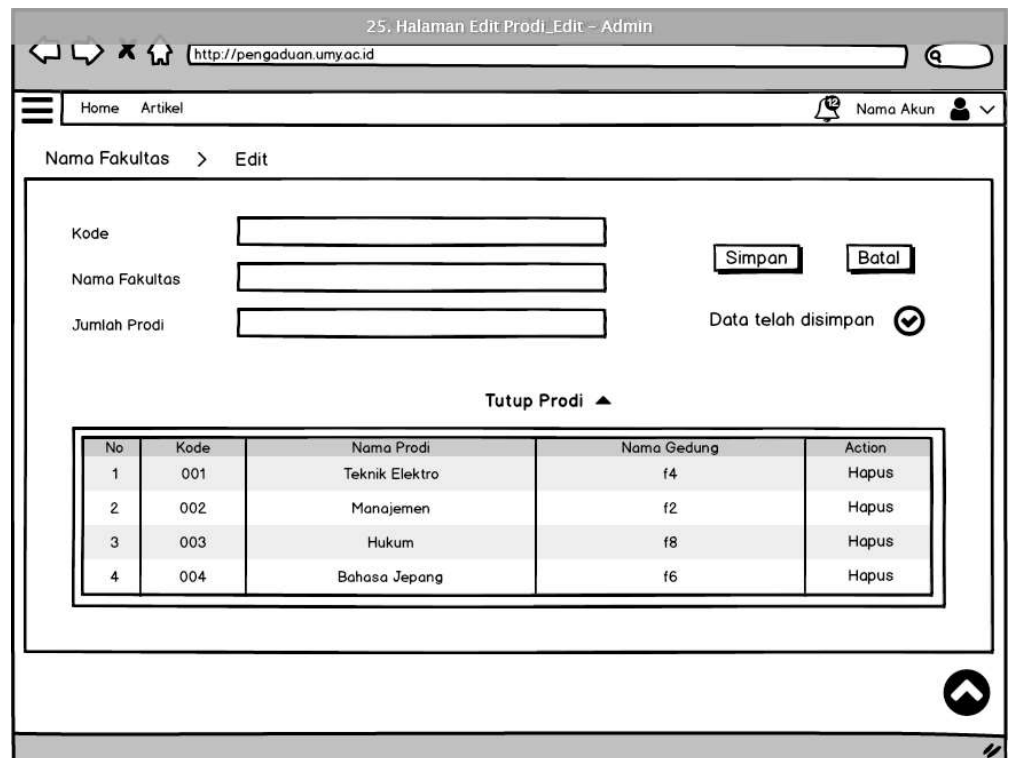 25. Halaman Edit Prodi_Edit – Admin
http://pengaduan.umy.ac.id
Home Artikel 12 Nama Akun
Nama Fakultas > Edit
Kode
Simpan Batal
Nama Fakultas
Jumlah Prodi
Data telah disimpan
Tutup Prodi
No Kode Nama Prodi Nama Gedung Action
1 001 Teknik Elektro f4 Hapus
2 002 Manajemen f2 Hapus
3 003 Hukum f8 Hapus
4 004 Bahasa Jepang f6 Hapus